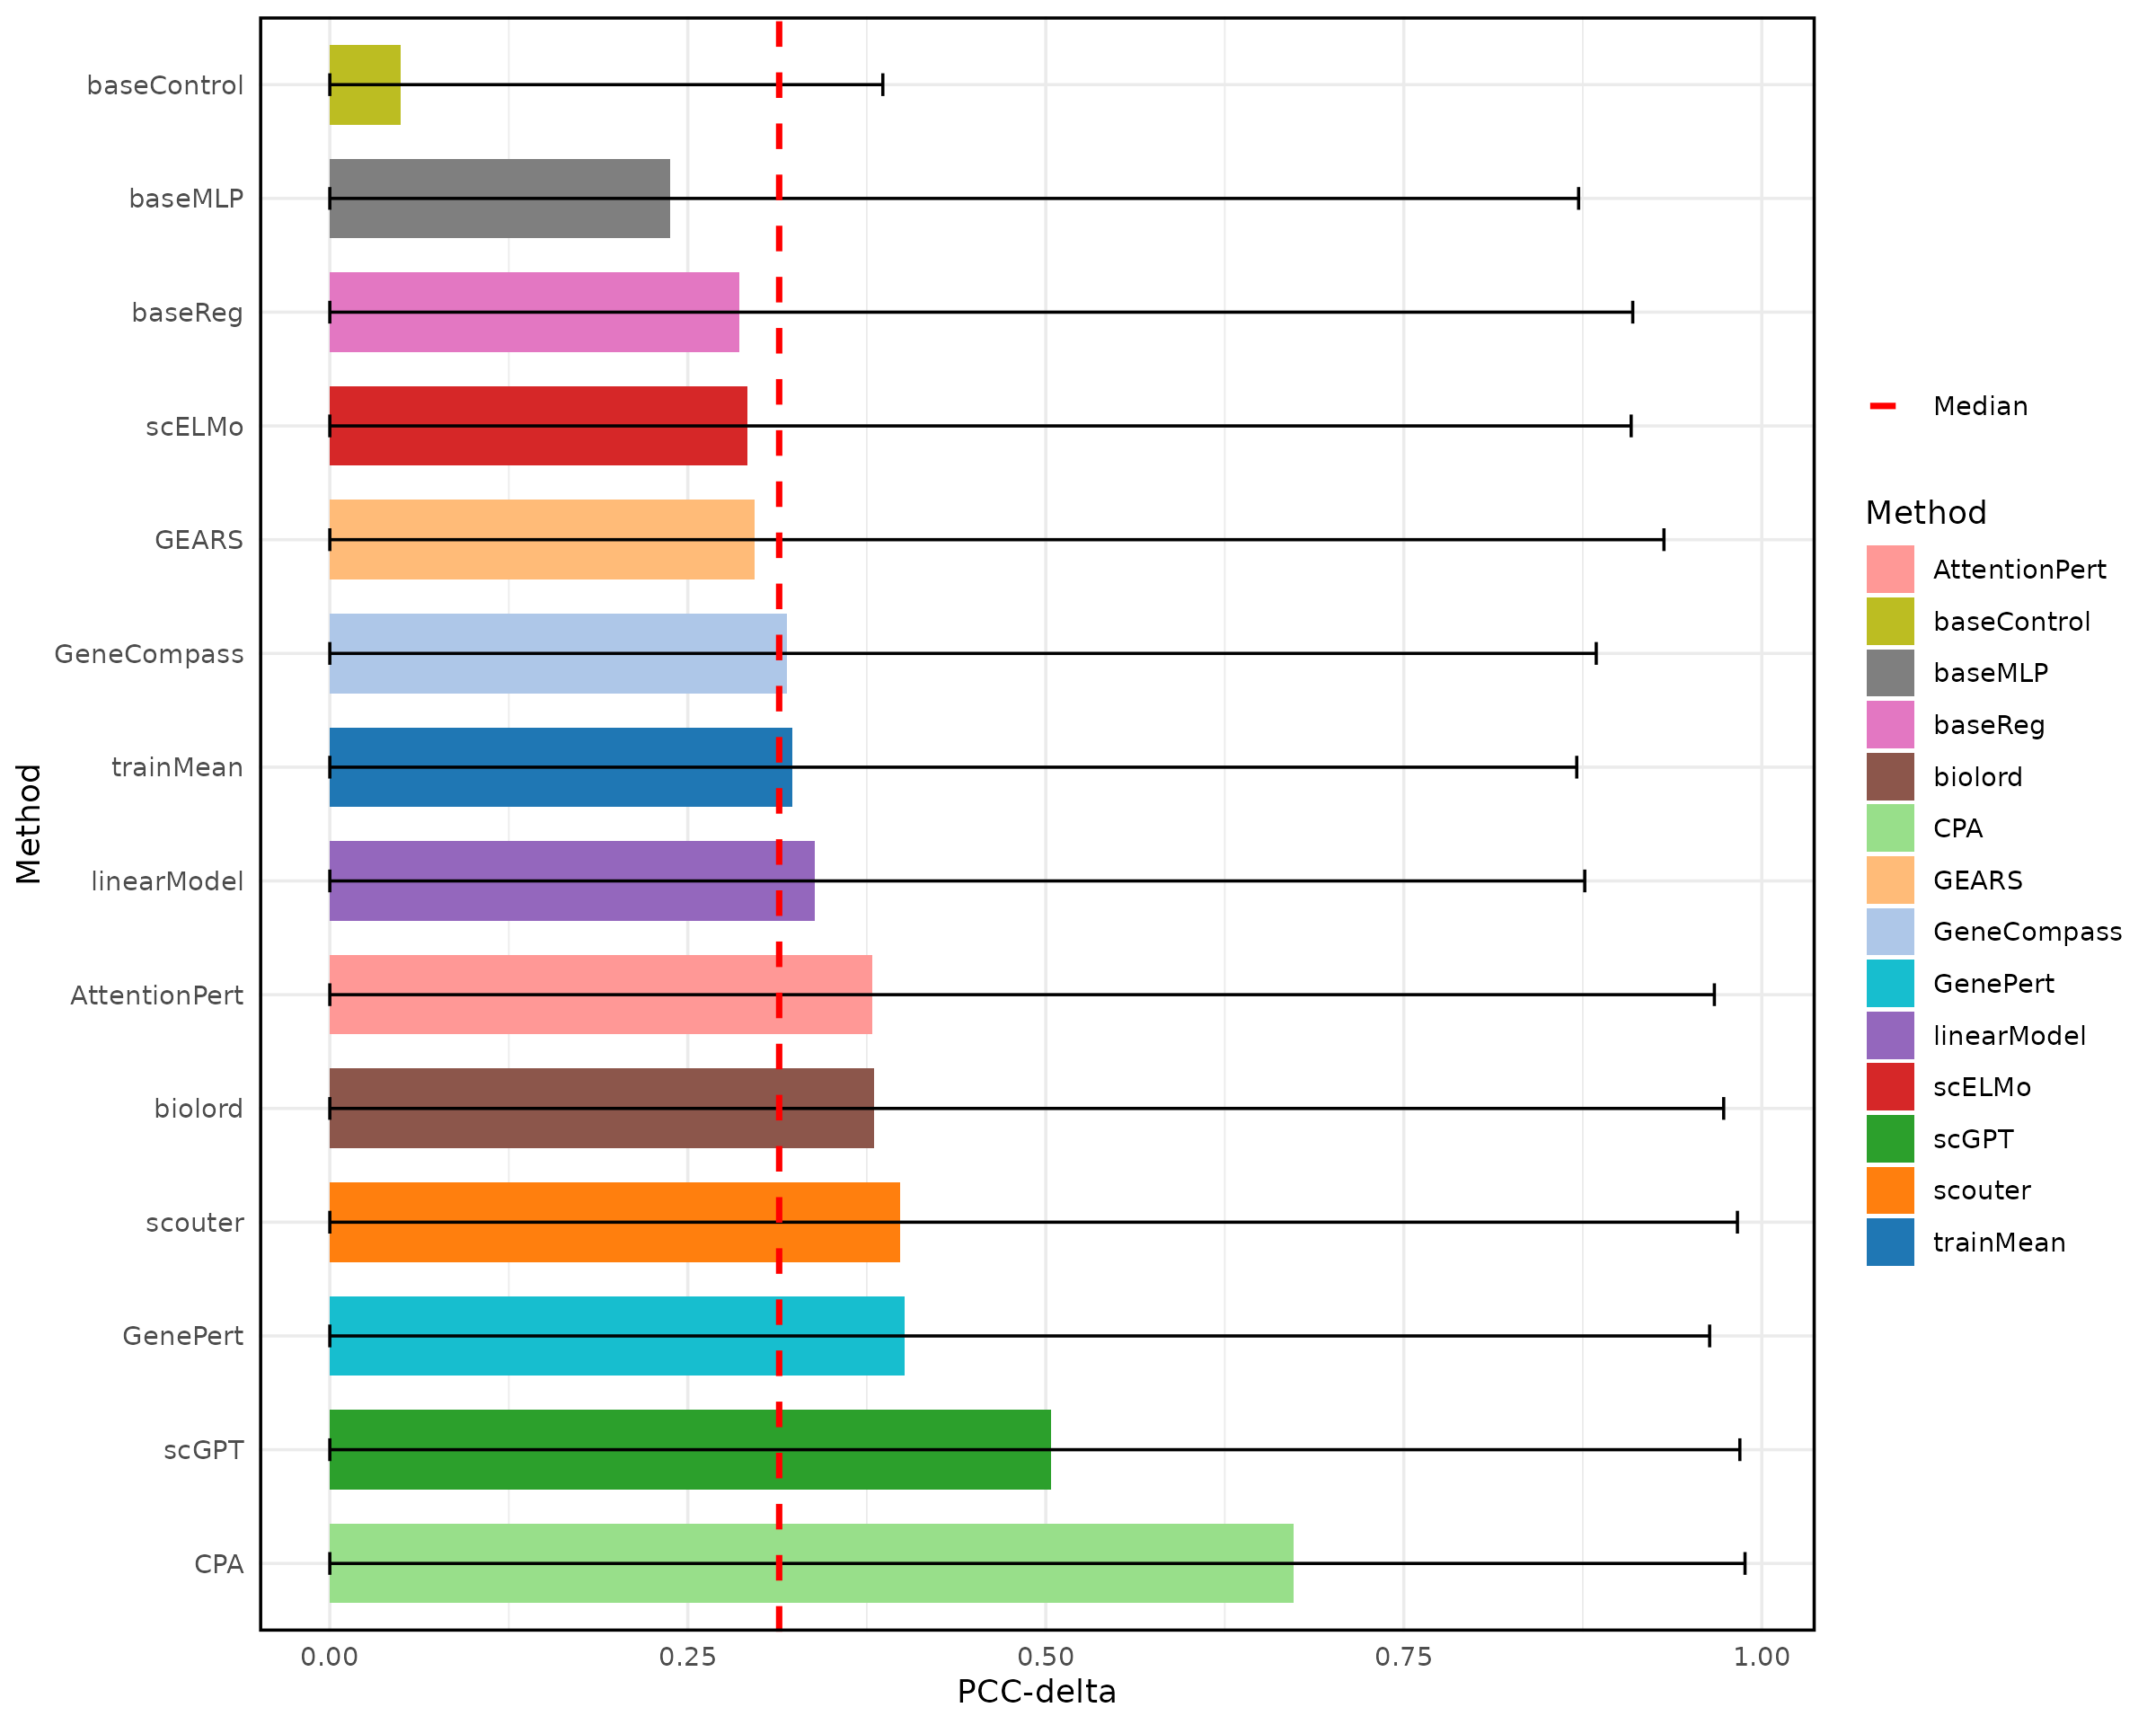 baseControl
baseMLP
baseReg
scELMo
GEARS
GeneCompass
trainMean
linearModel
AttentionPert
biolord
scouter
GenePert
scGPT
CPA
Method
0.00
0.25
0.50
0.75
1.00
PCC-delta
Median
Method
AttentionPert
baseControl
baseMLP
baseReg
biolord
CPA
GEARS
GeneCompass
GenePert
linearModel
scELMo
scGPT
scouter
trainMean